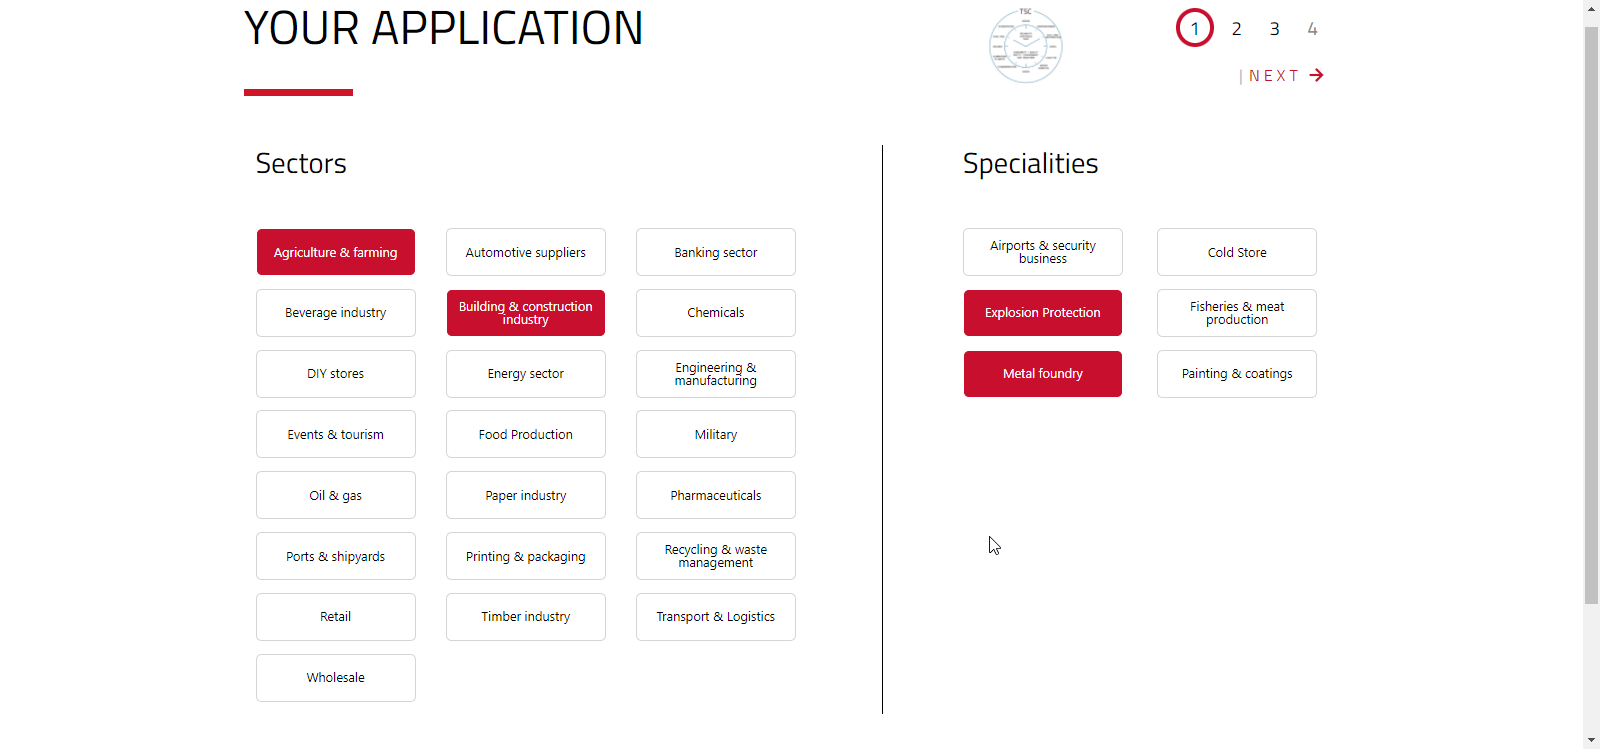 YOUR APPLICATION
TSC
1 2 3 4
| NEXT →
Sectors
Specialities
Agriculture & farming
Automotive suppliers
Banking sector
Beverage industry
Building & construction
industry
Chemicals
DIY stores
Energy sector
Engineering &
manufacturing
Events & tourism
Food Production
Military
Oil & gas
Paper industry
Pharmaceuticals
Ports & shipyards
Printing & packaging
Recycling & waste
management
Retail
Timber industry
Transport & Logistics
Wholesale
Airports & security
business
Cold Store
Explosion Protection
Fisheries & meat
production
Metal foundry
Painting & coatings